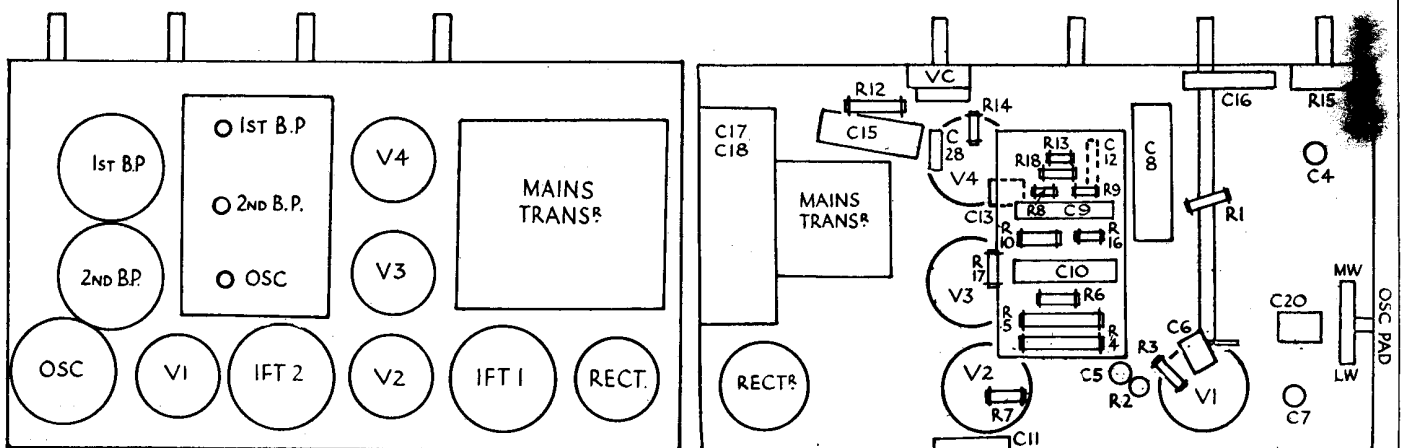 1ST B.P
2ND B.P.
OSC
1ST B.P
2ND B.P.
OSC
V1
IFT 2
V4
V3
V2
MAINS
TRANSR.
IFT 1
RECT.
C17
C18
MAINS
TRANSR.
RECTR
R12
C15
VC
R14
C
28
V4
C13
R
17
V3
V2
R7
C11
R13
R18
C
12
R8
R9
C9
R
10
R
16
C10
R6
R
5
R
4
C5
R2
R3
C6
V1
C
8
C16
R1
R15
C4
C20
C7
MW
LW
OSC PAD